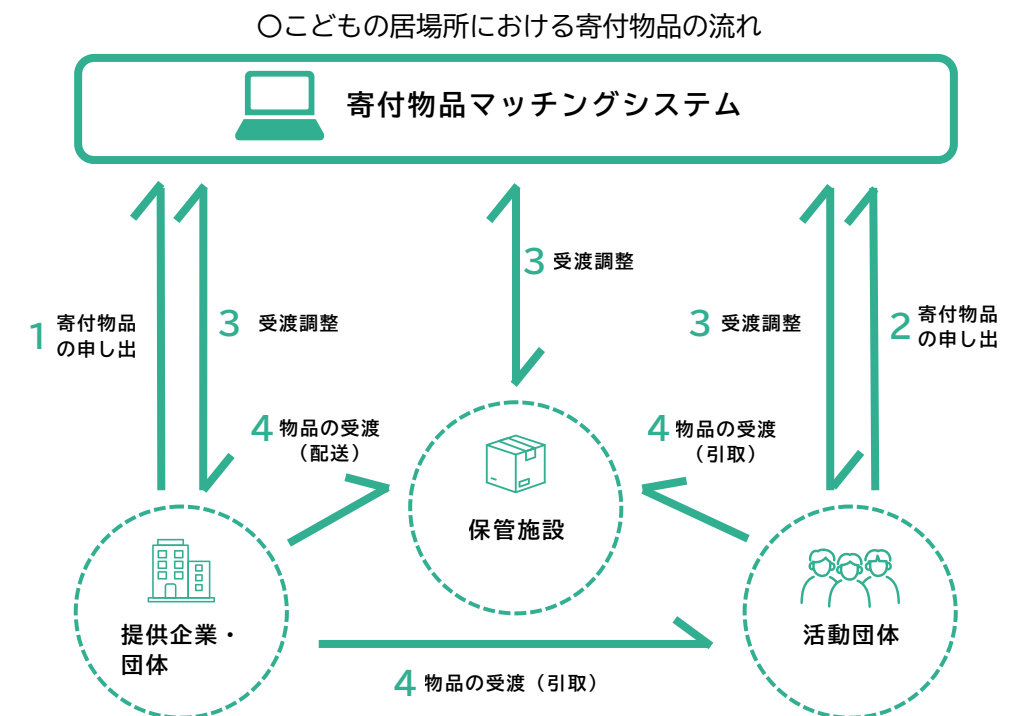 〇こどもの居場所における寄付物品の流れ
寄付物品マッチングシステム
1 寄付物品
の申し出
3 受渡調整
3 受渡調整
3 受渡調整
2 寄付物品
の申し出
4 物品の受渡
（配送）
4 物品の受渡
（引取）
保管施設
提供企業・
団体
活動団体
4 物品の受渡（引取）